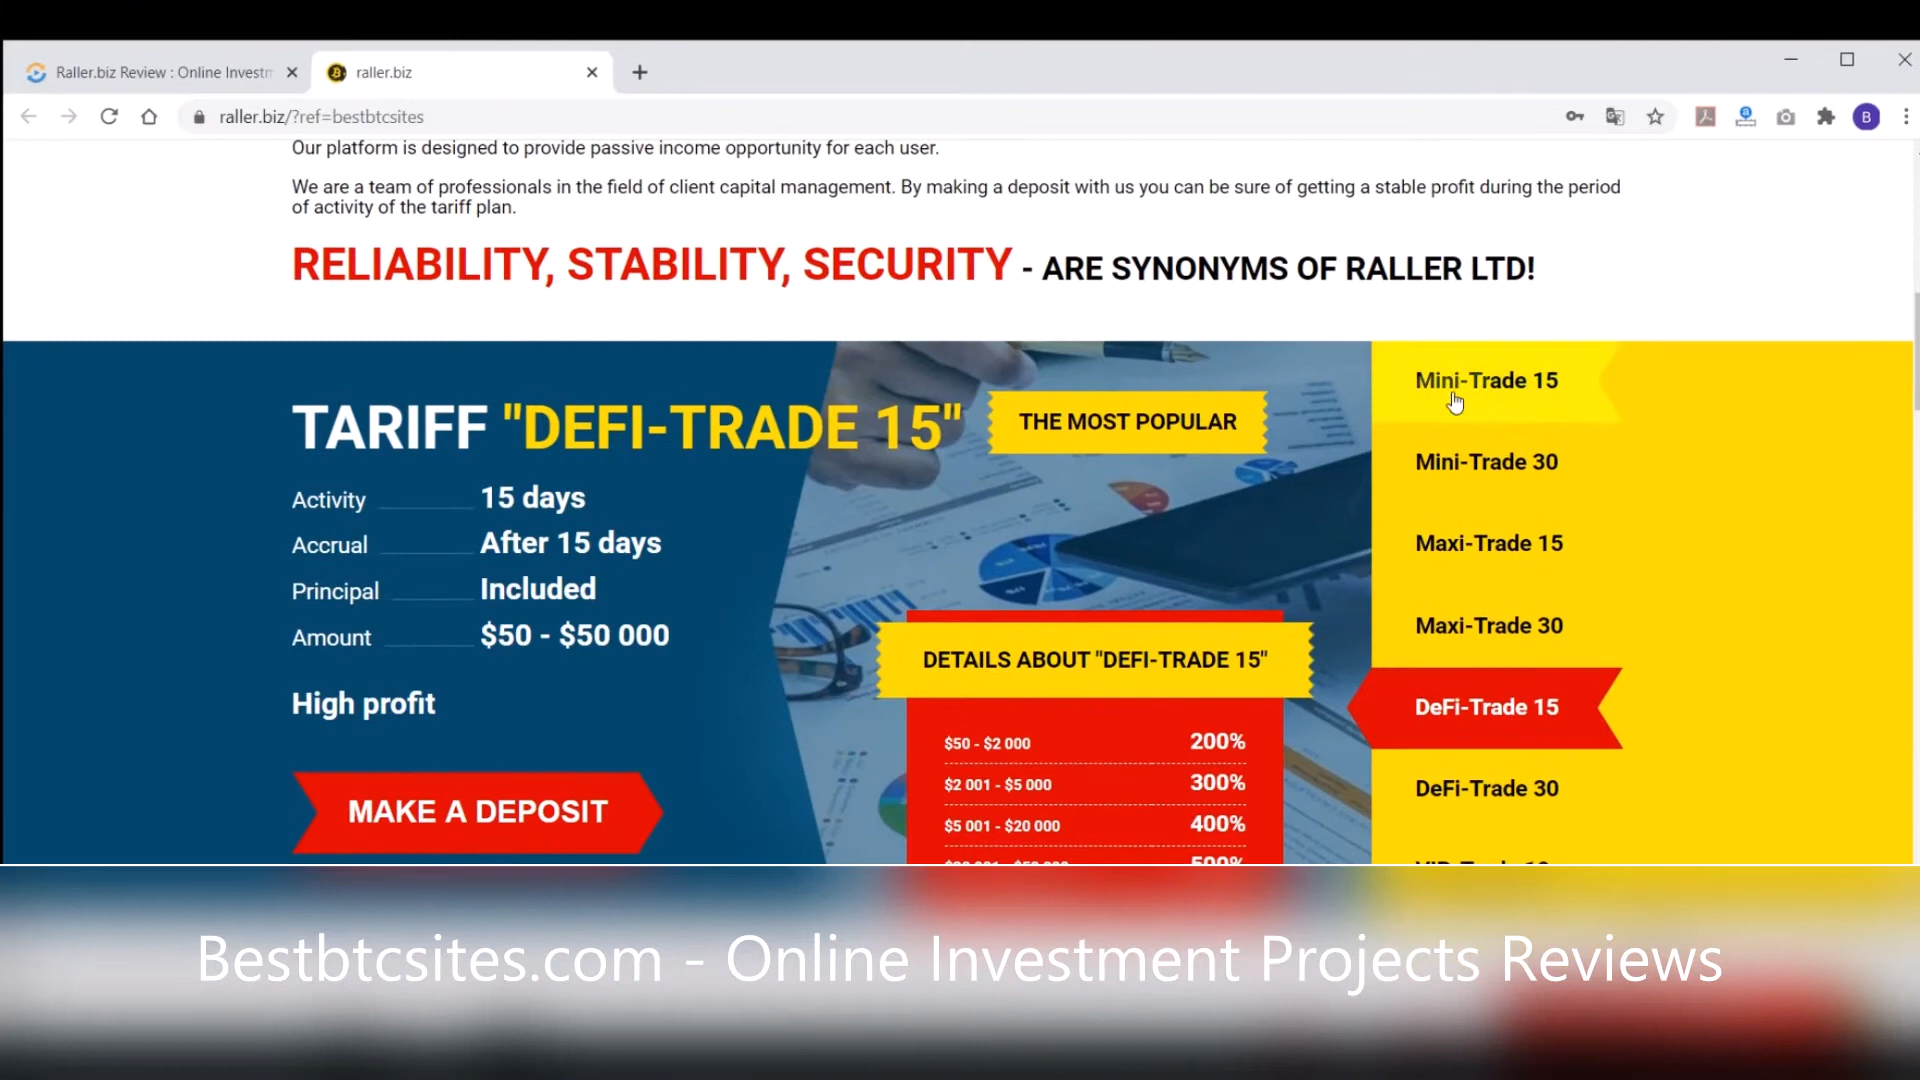 Raller.biz Review : Online Investm
raller.biz
raller.biz/?ref=bestbtcsites
B
Our platform is designed to provide passive income opportunity for each user.
We are a team of professionals in the field of client capital management. By making a deposit with us you can be sure of getting a stable profit during the period
of activity of the tariff plan.
RELIABILITY, STABILITY, SECURITY - ARE SYNONYMS OF RALLER LTD!
TARIFF "DEFI-TRADE 15"
THE MOST POPULAR
Activity 15 days
Accrual After 15 days
Principal Included
Amount $50 - $50 000
High profit
MAKE A DEPOSIT
DETAILS ABOUT "DEFI-TRADE 15"
$50 - $2 000 200%
$2 001 - $5 000 300%
$5 001 - $20 000 400%
500%
Mini-Trade 15
Mini-Trade 30
Maxi-Trade 15
Maxi-Trade 30
DeFi-Trade 15
DeFi-Trade 30
Bestbtcsites.com - Online Investment Projects Reviews